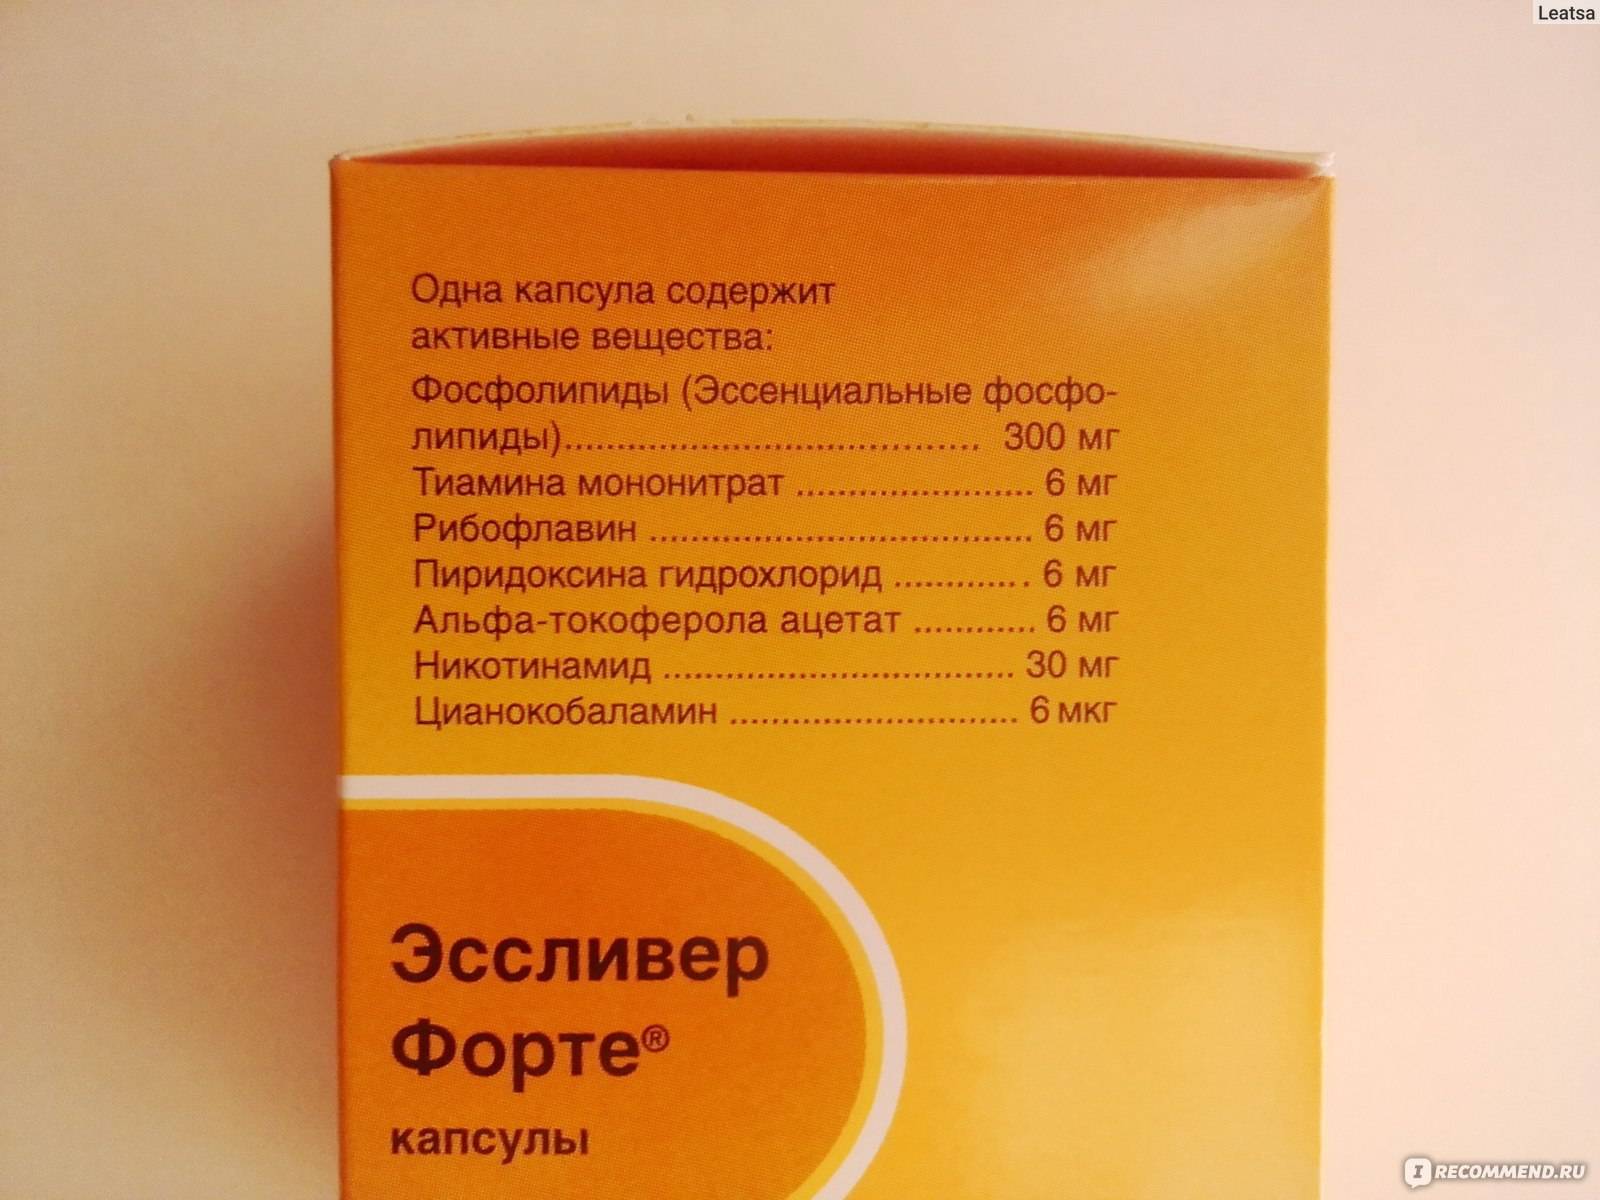 Leatsa
Одна капсула содержит
активные вещества:
Фосфолипиды (Эссенциальные фосфо-
липиды)........................................ 300 мг
Тиамина мононитрат ....................... 6 мг
Рибофлавин ..................................... 6 мг
Пиридоксина гидрохлорид ............. 6 мг
Альфа-токоферола ацетат ............ 6 мг
Никотинамид .................................. 30 мг
Цианокобаламин ............................ 6 мкг
Эссливер
Форте®
капсулы
IRECOMMEND.RU